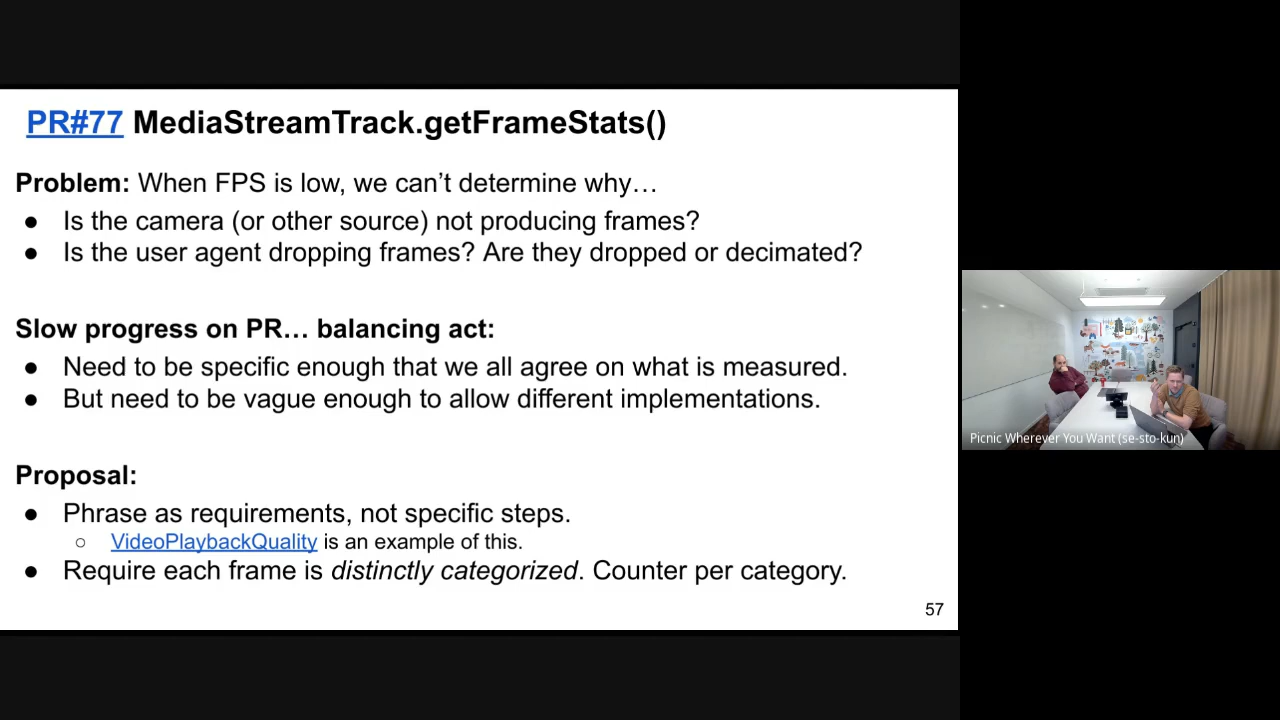 PR#77 MediaStreamTrack.getFrameStats()
Problem: When FPS is low, we can’t determine why…
● Is the camera (or other source) not producing frames?
● Is the user agent dropping frames? Are they dropped or decimated?
Slow progress on PR… balancing act:
● Need to be specific enough that we all agree on what is measured.
● But need to be vague enough to allow different implementations.
Proposal:
● Phrase as requirements, not specific steps.
○ VideoPlaybackQuality is an example of this.
● Require each frame is distinctly categorized. Counter per category.
57
Picnic Wherever You Want (se-sto-kun)